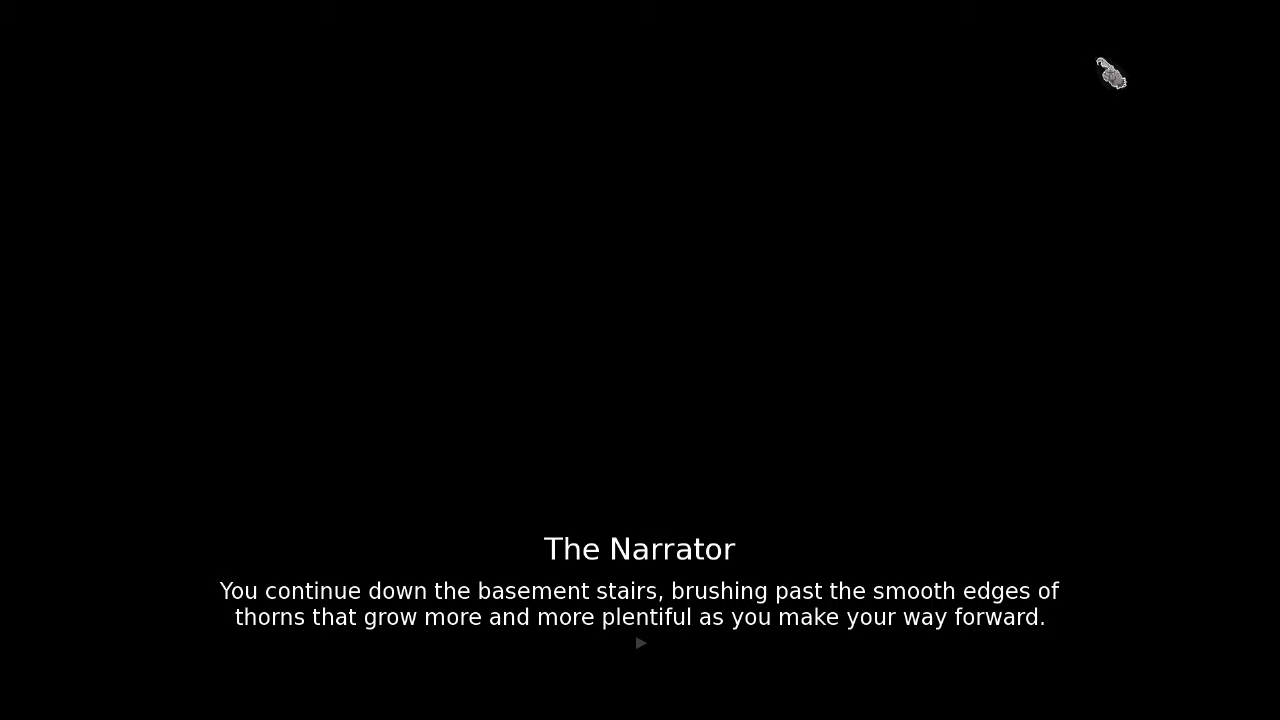 The Narrator
You continue down the basement stairs, brushing past the smooth edges of
thorns that grow more and more plentiful as you make your way forward.